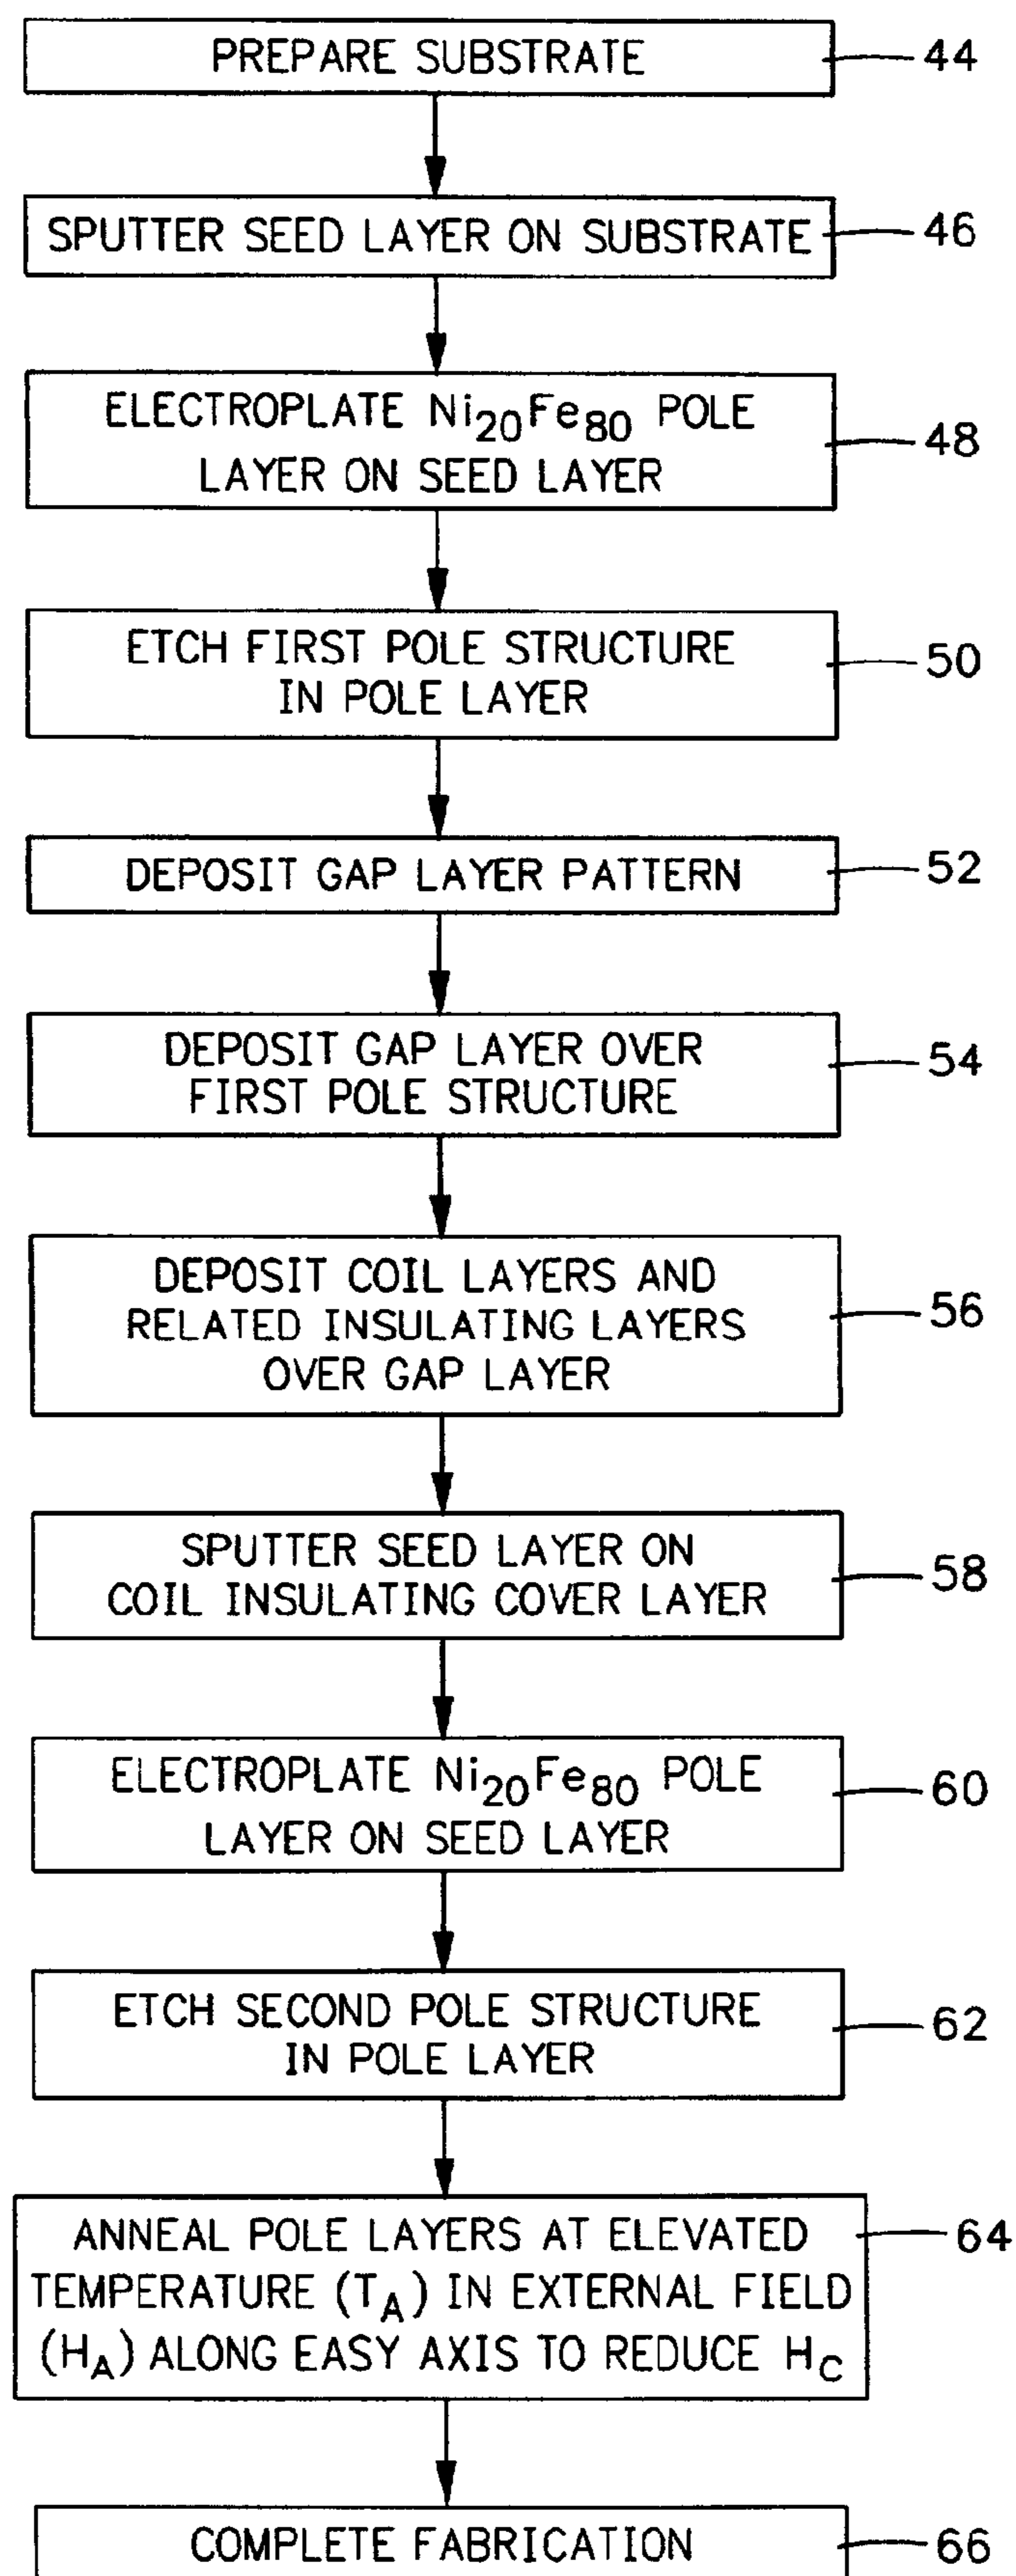 PREPARE SUBSTRATE 44
SPUTTER SEED LAYER ON SUBSTRATE 46
ELECTROPLATE Ni20Fe80 POLE
LAYER ON SEED LAYER 48
ETCH FIRST POLE STRUCTURE
IN POLE LAYER 50
DEPOSIT GAP LAYER PATTERN 52
DEPOSIT GAP LAYER OVER
FIRST POLE STRUCTURE 54
DEPOSIT COIL LAYERS AND
RELATED INSULATING LAYERS 56
OVER GAP LAYER
SPUTTER SEED LAYER ON
COIL INSULATING COVER LAYER 58
ELECTROPLATE Ni20Fe80 POLE
LAYER ON SEED LAYER 60
ETCH SECOND POLE STRUCTURE
IN POLE LAYER 62
ANNEAL POLE LAYERS AT ELEVATED 64
TEMPERATURE (TA) IN EXTERNAL FIELD
(HA) ALONG EASY AXIS TO REDUCE HC
COMPLETE FABRICATION 66